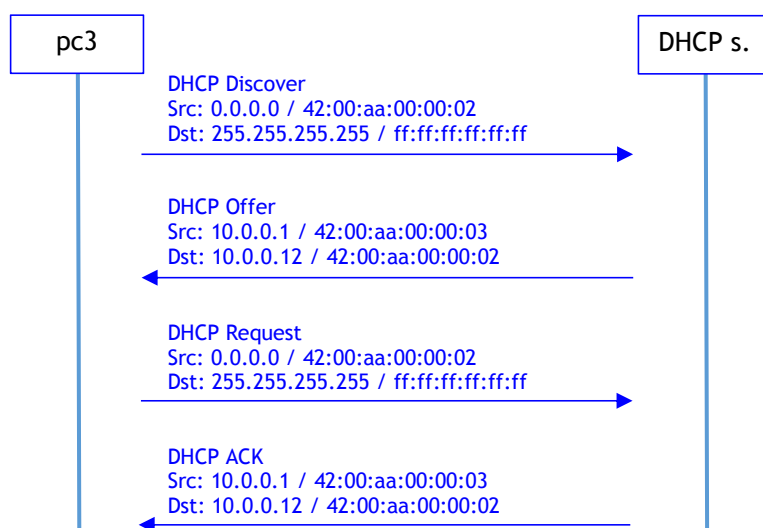 pc3
DHCP s.
DHCP Discover
Src: 0.0.0.0 / 42:00:aa:00:00:02
Dst: 255.255.255.255 / ff:ff:ff:ff:ff:ff
DHCP Offer
Src: 10.0.0.1 / 42:00:aa:00:00:03
Dst: 10.0.0.12 / 42:00:aa:00:00:02
DHCP Request
Src: 0.0.0.0 / 42:00:aa:00:00:02
Dst: 255.255.255.255 / ff:ff:ff:ff:ff:ff
DHCP ACK
Src: 10.0.0.1 / 42:00:aa:00:00:03
Dst: 10.0.0.12 / 42:00:aa:00:00:02